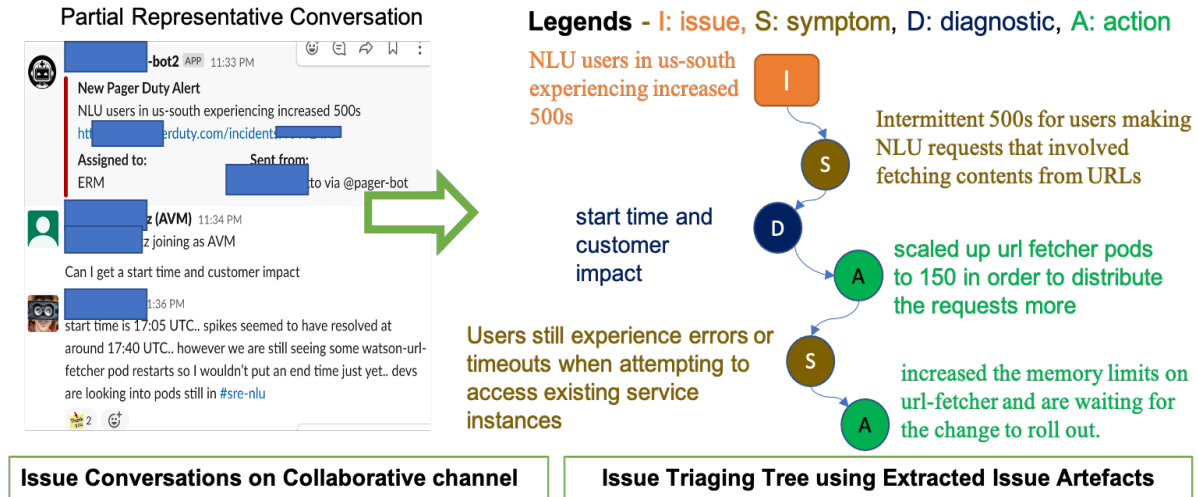 Partial Representative Conversation
-bot2 APP 11:33 PM
New Pager Duty Alert
NLU users in us-south experiencing increased 500s
erduty.com/incidents
Assigned to: Sent from:
ERM to via @pager-bot
z (AVM) 11:34 PM
z joining as AVM
Can I get a start time and customer impact
1:36 PM
start time is 17:05 UTC.. spikes seemed to have resolved at
around 17:40 UTC.. however we are still seeing some watson-url-
fetcher pod restarts so I wouldn't put an end time just yet.. devs
are looking into pods still in #sre-nlu
2
Issue Conversations on Collaborative channel
Legends - I: issue, S: symptom, D: diagnostic, A: action
NLU users in us-south
experiencing increased
500s
I
Intermittent 500s for users making
NLU requests that involved
fetching contents from URLs
S
start time and
customer
impact
D
scaled up url fetcher pods
to 150 in order to distribute
the requests more
A
Users still experience errors or
timeouts when attempting to
access existing service
instances
S
increased the memory limits on
url-fetcher and are waiting for
the change to roll out.
A
Issue Triaging Tree using Extracted Issue Artefacts